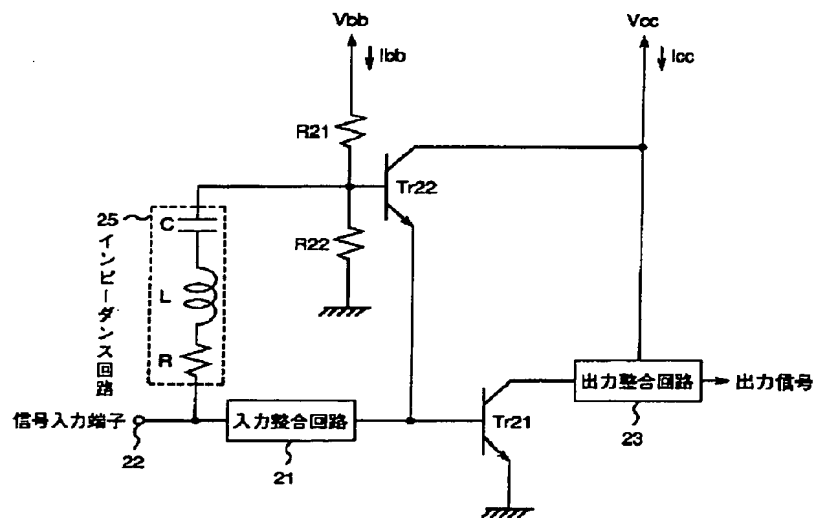 Vbb
Ibb
Vcc
Icc
R21
Tr22
R22
25
インピーダンス回路
C
L
R
信号入力端子
22
入力整合回路
21
Tr21
出力整合回路
23
出力信号